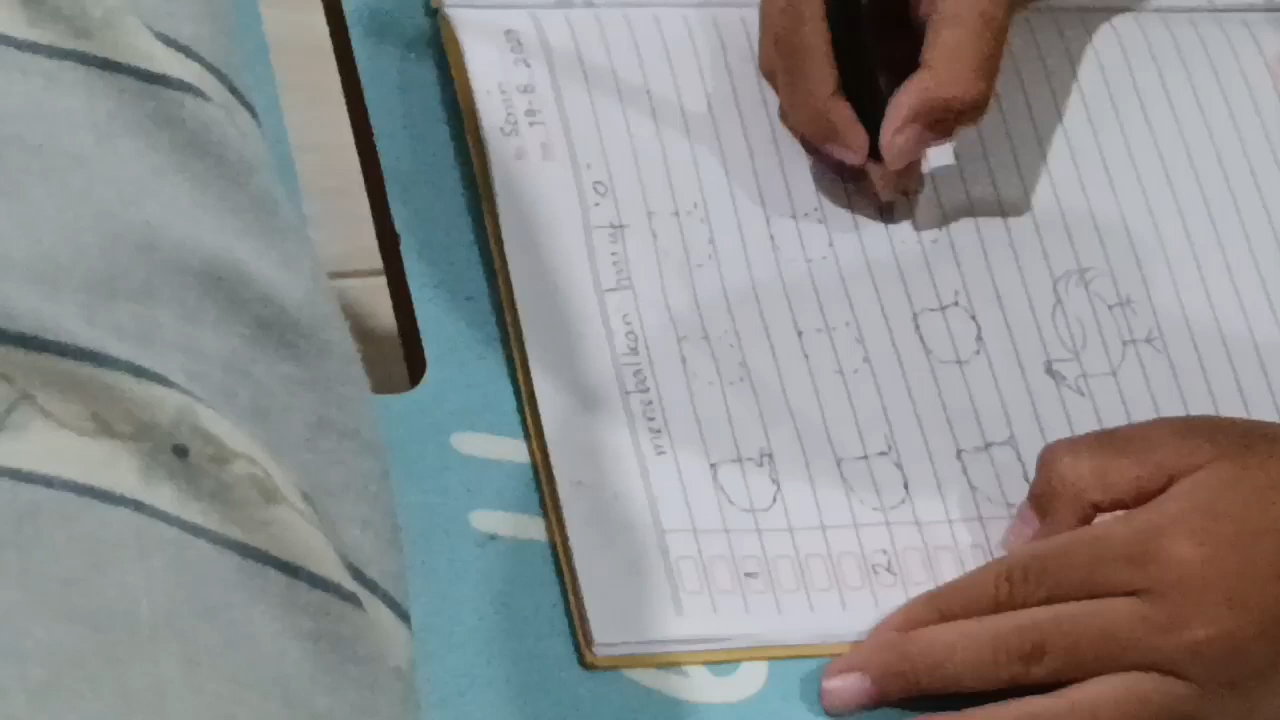 Senin
19-8-2019
menebalkan huruf "a"
1
a
2
a
a a